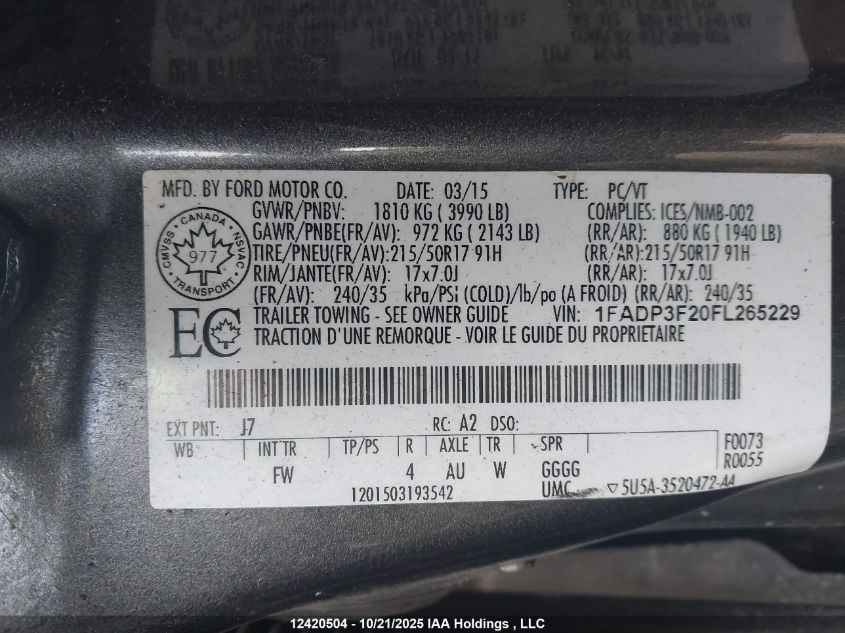 MFD. BY FORD MOTOR CO. DATE: 03/15 TYPE: PC/VT
GVWR/PNBV: 1810 KG ( 3990 LB) COMPLIES: ICES/NMB-002
GAWR/PNBE(FR/AV): 972 KG ( 2143 LB) (RR/AR): 880 KG ( 1940 LB)
TIRE/PNEU(FR/AV):215/50R17 91H (RR/AR):215/50R17 91H
RIM/JANTE(FR/AV): 17x7.0J (RR/AR): 17x7.0J
(FR/AV): 240/35 kPa/PSi (COLD)/lb/po (A FROID) (RR/AR): 240/35
TRAILER TOWING - SEE OWNER GUIDE VIN: 1FADP3F20FL265229
TRACTION D'UNE REMORQUE - VOIR LE GUIDE DU PROPRIETAIRE
CANADA
CMVSS NSVAC
977
TRANSPORT
EC
EXT PNT: J7 RC: A2 DSO:
WB INT TR TP/PS R AXLE TR SPR F0073
FW 4 AU W GGGG R0055
1201503193542 UMC 5U5A-3520472-AA
12420504 - 10/21/2025 IAA Holdings , LLC